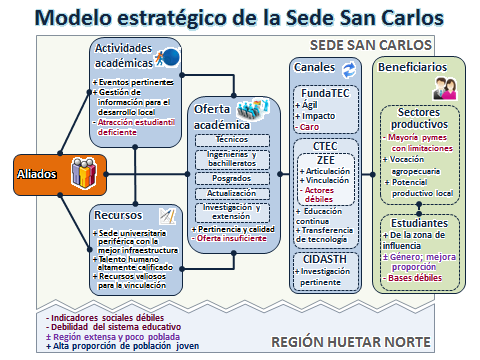 Modelo estratégico de la Sede San Carlos
SEDE SAN CARLOS
Aliados
Actividades
académicas
+ Eventos pertinentes
+ Gestión de
información para el
desarrollo local
- Atracción estudiantil
deficiente
Recursos
+ Sede universitaria
periférica con la
mejor infraestructura
+ Talento humano
altamente calificado
+ Recursos valiosos
para la vinculación
Oferta
académica
Técnicos
Ingenierías y
bachilleratos
Posgrados
Actualización
Investigación y
extensión
+ Pertinencia y calidad
- Oferta insuficiente
Canales
FundaTEC
+ Ágil
+ Impacto
- Caro
CTEC
ZEE
+ Articulación
+ Vinculación
- Actores
débiles
+ Educación
continua
+ Transferencia
de tecnología
CIDASTH
+ Investigación
pertinente
Beneficiarios
Sectores
productivos
- Mayoría pymes
con limitaciones
+ Vocación
agropecuaria
+ Potencial
productivo local
Estudiantes
+ De la zona de
influencia
± Género; mejora
proporción
- Bases débiles
- Indicadores sociales débiles
- Debilidad del sistema educativo
± Región extensa y poco poblada
+ Alta proporción de población joven
REGIÓN HUETAR NORTE